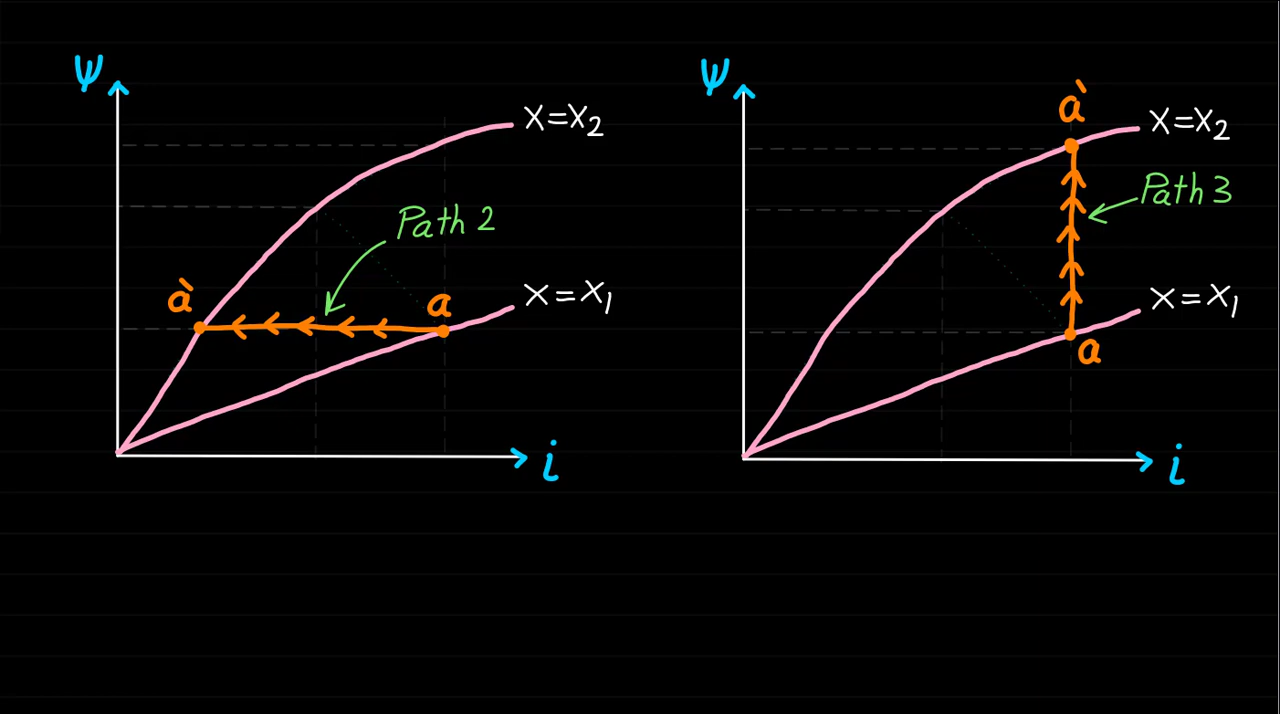 Ψ
X=X₂
Path 2
à
a
X=X₁
i
Ψ
à
X=X₂
Path 3
X=X₁
a
i